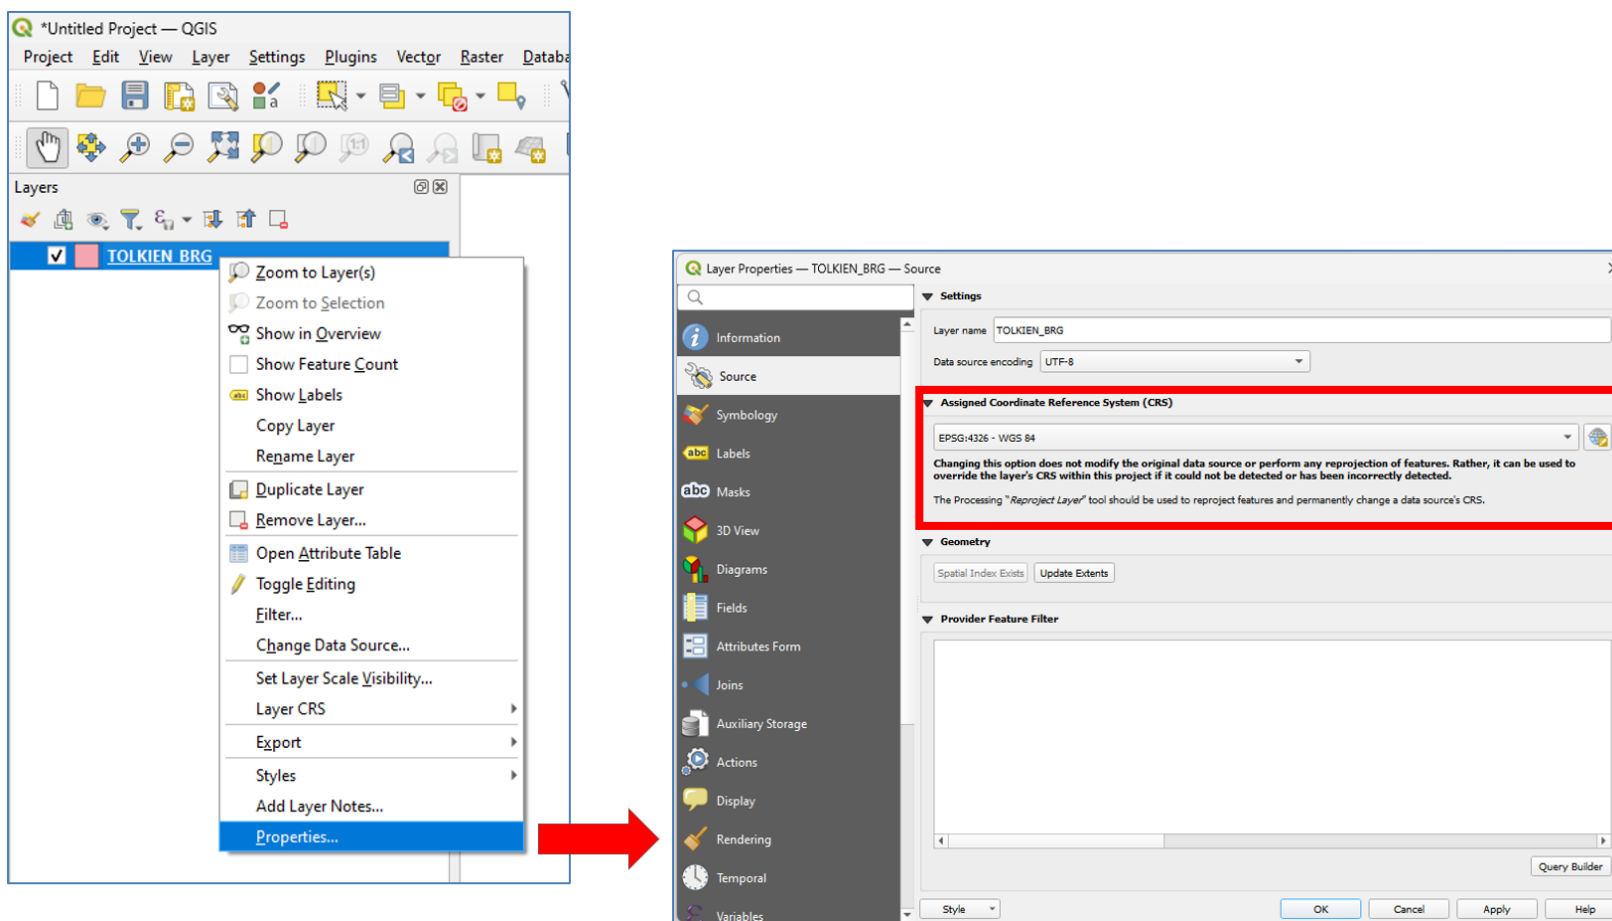 *Untitled Project — QGIS
Project Edit View Layer Settings Plugins Vector Raster Databa
a
1:1
Layers
TOLKIEN_BRG
Zoom to Layer(s)
Zoom to Selection
Show in Overview
Show Feature Count
abc Show Labels
Copy Layer
Rename Layer
Duplicate Layer
Remove Layer...
Open Attribute Table
Toggle Editing
Filter...
Change Data Source...
Set Layer Scale Visibility...
Layer CRS
Export
Styles
Add Layer Notes...
Properties...
Layer Properties — TOLKIEN_BRG — Source
Information
Source
Symbology
abc Labels
abc Masks
3D View
Diagrams
Fields
Attributes Form
Joins
Auxiliary Storage
Actions
Display
Rendering
Temporal
Variables
Settings
Layer name TOLKIEN_BRG
Data source encoding UTF-8
Assigned Coordinate Reference System (CRS)
EPSG:4326 - WGS 84
Changing this option does not modify the original data source or perform any reprojection of features. Rather, it can be used to
override the layer's CRS within this project if it could not be detected or has been incorrectly detected.
The Processing "Reproject Layer" tool should be used to reproject features and permanently change a data source's CRS.
Geometry
Spatial Index Exists Update Extents
Provider Feature Filter
Query Builder
Style OK Cancel Apply Help